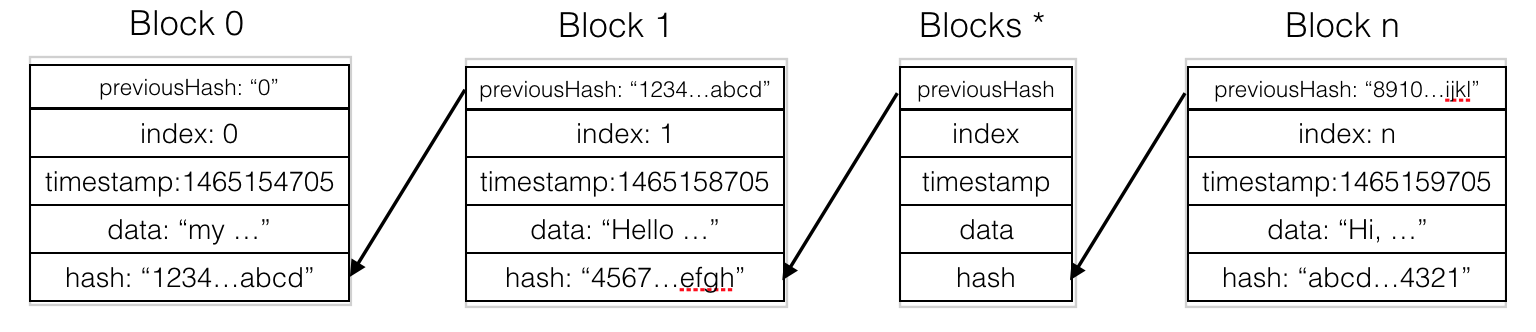 Block 0
previousHash: “0”
index: 0
timestamp:1465154705
data: “my ...”
hash: “1234...abcd”
Block 1
previousHash: “1234...abcd”
index: 1
timestamp:1465158705
data: “Hello ...”
hash: “4567...efgh”
Blocks *
previousHash
index
timestamp
data
hash
Block n
previousHash: “8910...ijkl”
index: n
timestamp:1465159705
data: “Hi, ...”
hash: “abcd...4321”